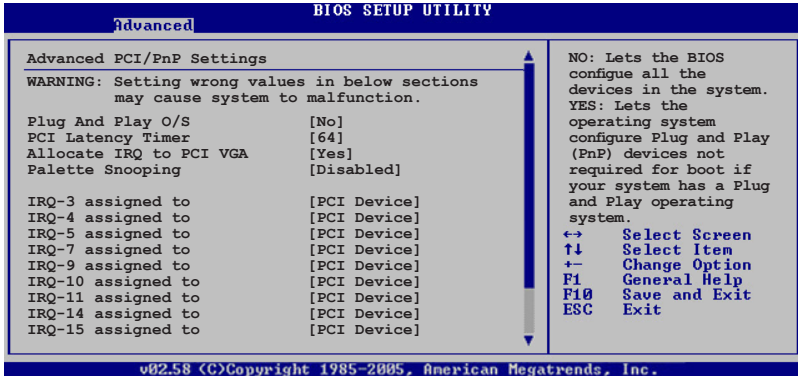 BIOS SETUP UTILITY
Advanced
Advanced PCI/PnP Settings
WARNING: Setting wrong values in below sections
may cause system to malfunction.
Plug And Play O/S [No]
PCI Latency Timer [64]
Allocate IRQ to PCI VGA [Yes]
Palette Snooping [Disabled]
IRQ-3 assigned to [PCI Device]
IRQ-4 assigned to [PCI Device]
IRQ-5 assigned to [PCI Device]
IRQ-7 assigned to [PCI Device]
IRQ-9 assigned to [PCI Device]
IRQ-10 assigned to [PCI Device]
IRQ-11 assigned to [PCI Device]
IRQ-14 assigned to [PCI Device]
IRQ-15 assigned to [PCI Device]
NO: Lets the BIOS
configue all the
devices in the system.
YES: Lets the
operating system
configure Plug and Play
(PnP) devices not
required for boot if
your system has a Plug
and Play operating
system.
↔ Select Screen
↑↓ Select Item
+- Change Option
F1 General Help
F10 Save and Exit
ESC Exit
v02.58 (C)Copyright 1985-2005, American Megatrends, Inc.